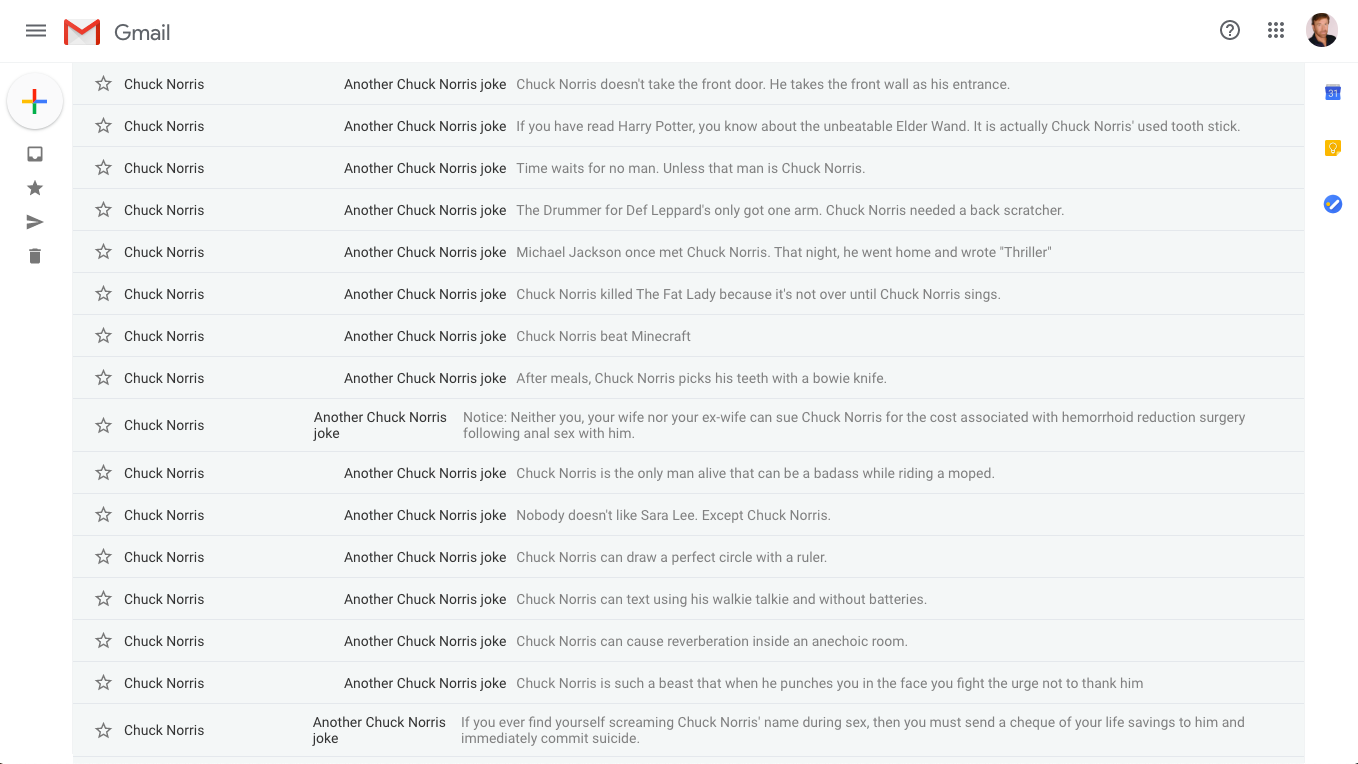 Gmail
Chuck Norris Another Chuck Norris joke Chuck Norris doesn't take the front door. He takes the front wall as his entrance.
31
Chuck Norris Another Chuck Norris joke If you have read Harry Potter, you know about the unbeatable Elder Wand. It is actually Chuck Norris' used tooth stick.
Chuck Norris Another Chuck Norris joke Time waits for no man. Unless that man is Chuck Norris.
Chuck Norris Another Chuck Norris joke The Drummer for Def Leppard's only got one arm. Chuck Norris needed a back scratcher.
Chuck Norris Another Chuck Norris joke Michael Jackson once met Chuck Norris. That night, he went home and wrote "Thriller"
Chuck Norris Another Chuck Norris joke Chuck Norris killed The Fat Lady because it's not over until Chuck Norris sings.
Chuck Norris Another Chuck Norris joke Chuck Norris beat Minecraft
Chuck Norris Another Chuck Norris joke After meals, Chuck Norris picks his teeth with a bowie knife.
Chuck Norris
Another Chuck Norris
joke
Notice: Neither you, your wife nor your ex-wife can sue Chuck Norris for the cost associated with hemorrhoid reduction surgery
following anal sex with him.
Chuck Norris Another Chuck Norris joke Chuck Norris is the only man alive that can be a badass while riding a moped.
Chuck Norris Another Chuck Norris joke Nobody doesn't like Sara Lee. Except Chuck Norris.
Chuck Norris Another Chuck Norris joke Chuck Norris can draw a perfect circle with a ruler.
Chuck Norris Another Chuck Norris joke Chuck Norris can text using his walkie talkie and without batteries.
Chuck Norris Another Chuck Norris joke Chuck Norris can cause reverberation inside an anechoic room.
Chuck Norris Another Chuck Norris joke Chuck Norris is such a beast that when he punches you in the face you fight the urge not to thank him
Chuck Norris
Another Chuck Norris
joke
If you ever find yourself screaming Chuck Norris' name during sex, then you must send a cheque of your life savings to him and
immediately commit suicide.